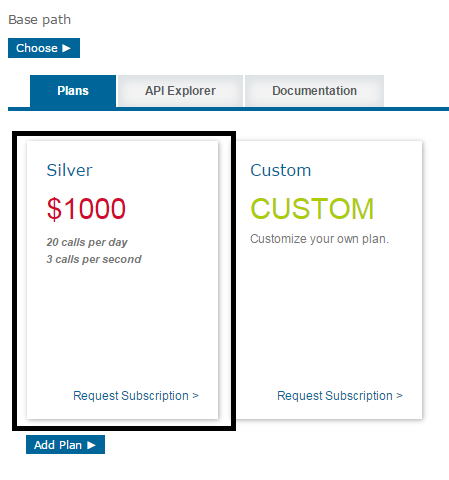 Base path
Choose ►
Plans API Explorer Documentation
Silver
$1000
20 calls per day
3 calls per second
Request Subscription >
Custom
CUSTOM
Customize your own plan.
Request Subscription >
Add Plan ►